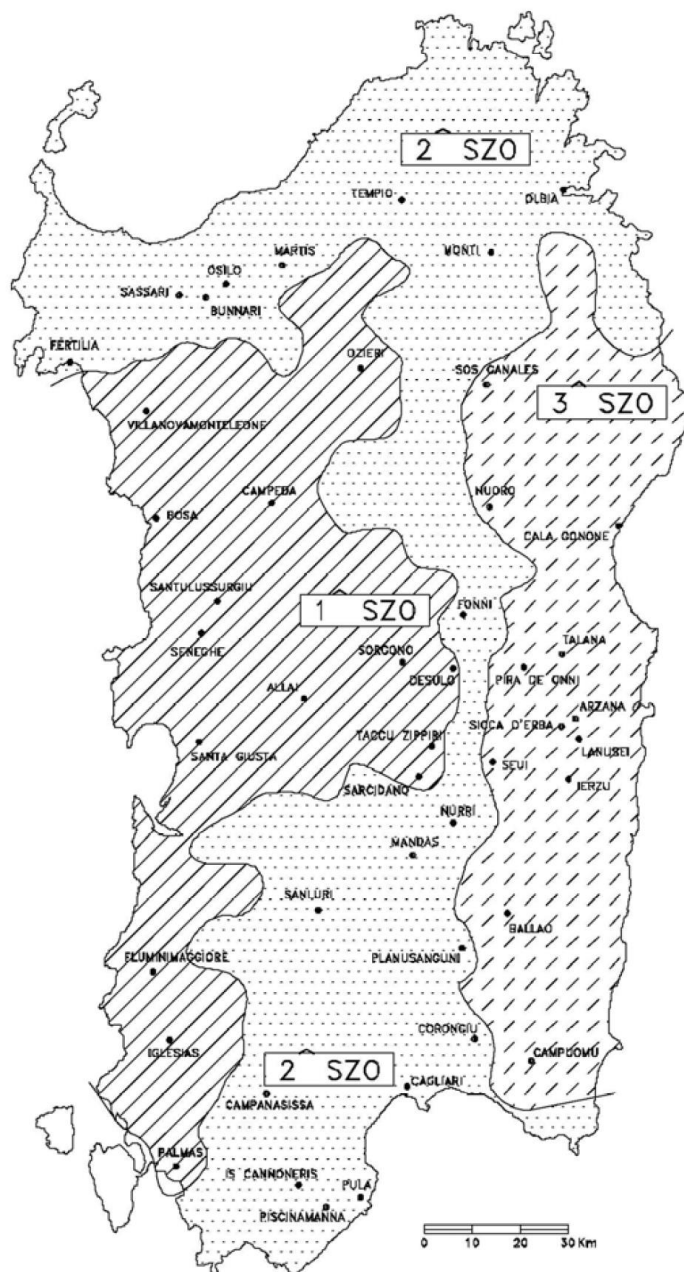 2 SZO
TEMPIO
OLBIA
MARTIS
MONTI
OSILO
SASSARI
BUNNARI
FERTILIA
OZIERI
SOS CANALES
3 SZO
VILLANOVAMONTELEONE
CAMPEDA
NUORO
BOSA
CALA GONONE
SANTULUSSURGIU
1 SZO
FONNI
SENEGHE
SORGONO
TALANA
DESULO
PIRA DE ONNI
ALLAI
ARZANA
SICCA D'ERBA
TACCU ZIPPIRI
LANUSEI
SANTA GIUSTA
SEUI
SARCIDANO
IERZU
NURRI
MANDAS
SANLURI
BALLAO
FLUMINIMAGGIORE
PLANUSANGUNI
CORONGIU
IGLESIAS
CAMPUOMU
2 SZO
CAGLIARI
CAMPANASISSA
PALMAS
IS CANNONERIS
PULA
PISCINAMANNA
0 10 20 30 Km